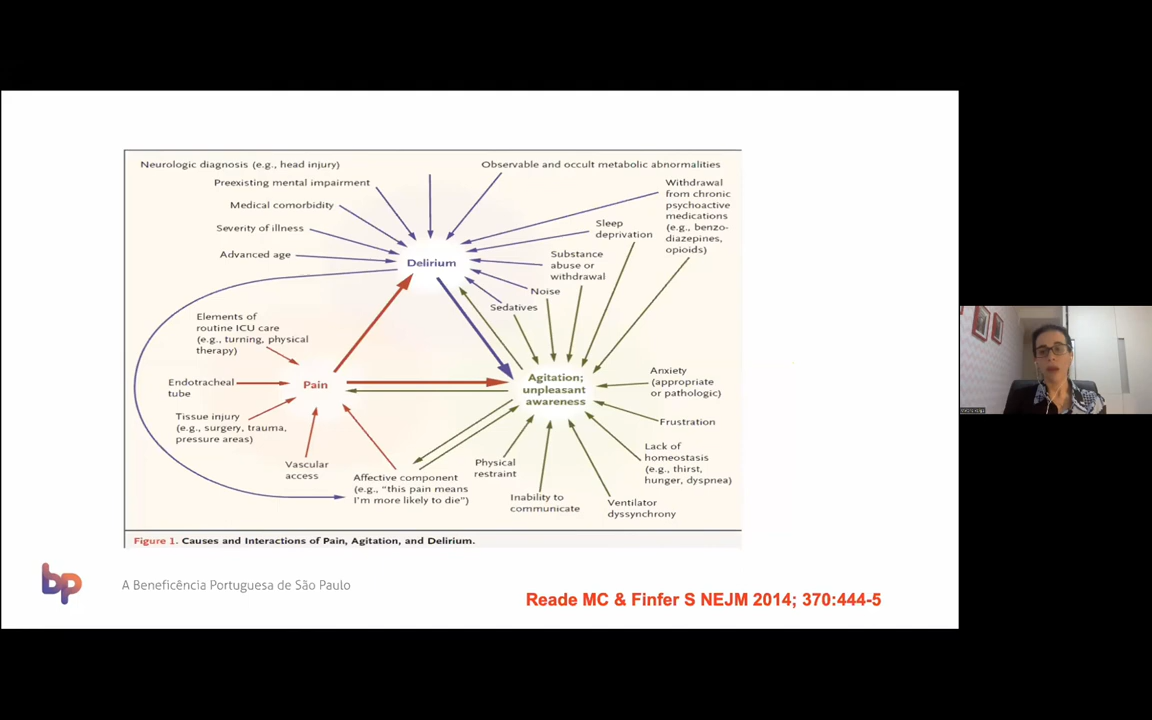 Neurologic diagnosis (e.g., head injury)
Observable and occult metabolic abnormalities
Preexisting mental impairment
Withdrawal
from chronic
psychoactive
medications
(e.g., benzo-
diazepines,
opioids)
Medical comorbidity
Severity of illness
Sleep
deprivation
Advanced age
Delirium
Substance
abuse or
withdrawal
Noise
Sedatives
Elements of
routine ICU care
(e.g., turning, physical
therapy)
Endotracheal
tube
Pain
Agitation;
unpleasant
awareness
Anxiety
(appropriate
or pathologic)
Tissue injury
(e.g., surgery, trauma,
pressure areas)
Frustration
Vascular
access
Affective component
(e.g., “this pain means
I’m more likely to die”)
Physical
restraint
Lack of
homeostasis
(e.g., thirst,
hunger, dyspnea)
Inability to
communicate
Ventilator
dyssynchrony
Figure 1. Causes and Interactions of Pain, Agitation, and Delirium.
bp
A Beneficência Portuguesa de São Paulo
Reade MC & Finfer S NEJM 2014; 370:444-5